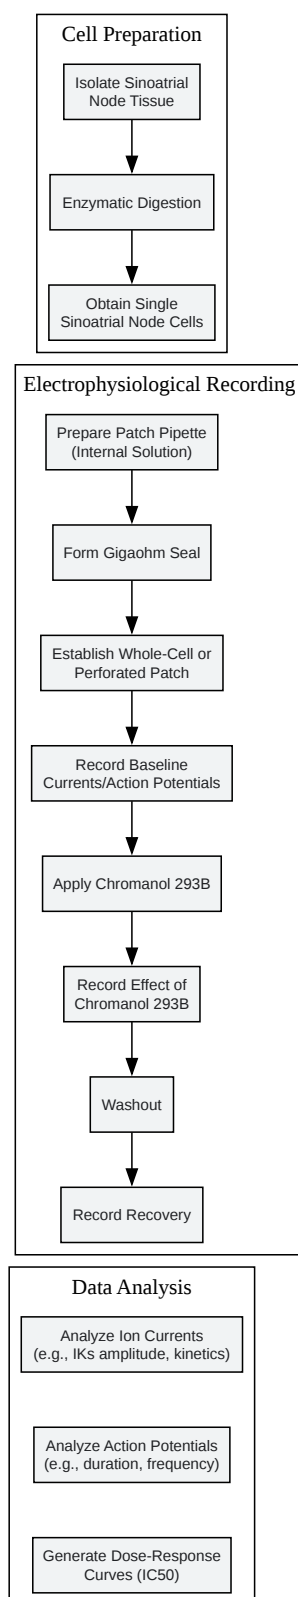 Cell Preparation
Isolate Sinoatrial
Node Tissue
Enzymatic Digestion
Obtain Single
Sinoatrial Node Cells
Electrophysiological Recording
Prepare Patch Pipette
(Internal Solution)
Form Gigaohm Seal
Establish Whole-Cell or
Perforated Patch
Record Baseline
Currents/Action Potentials
Apply Chromanol 293B
Record Effect of
Chromanol 293B
Washout
Record Recovery
Data Analysis
Analyze Ion Currents
(e.g., IKs amplitude, kinetics)
Analyze Action Potentials
(e.g., duration, frequency)
Generate Dose-Response
Curves (IC50)